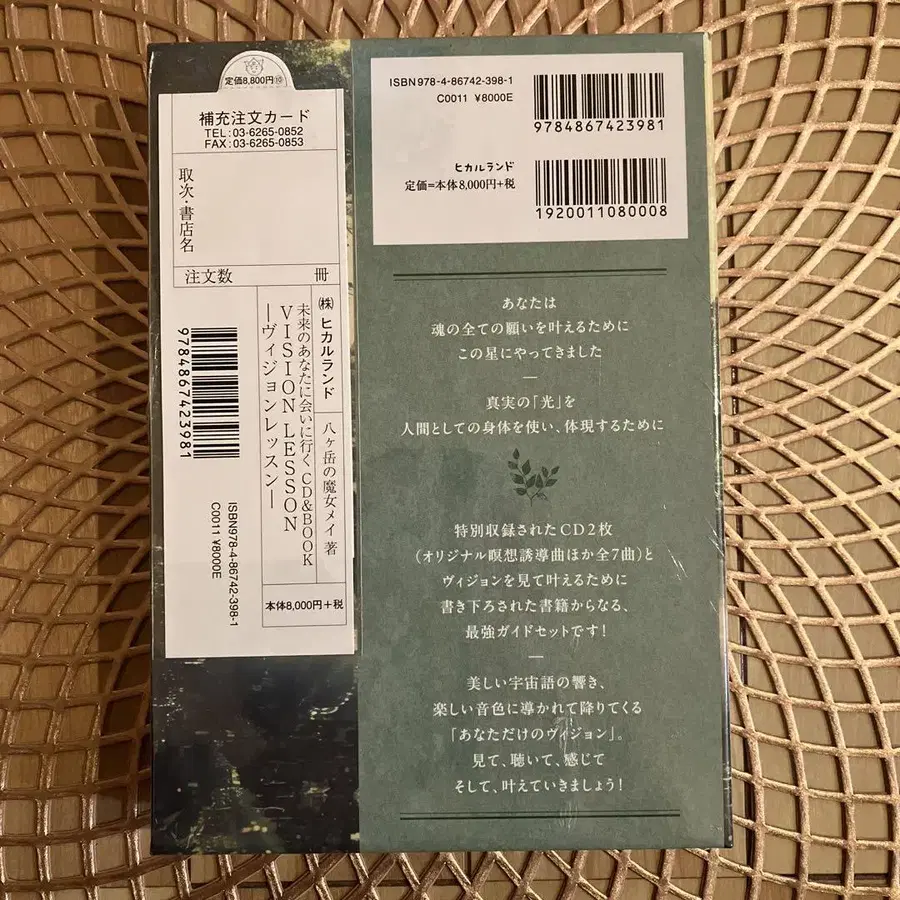 定価8,800円⑩
補充注文カード
TEL:03-6265-0852
FAX:03-6265-0853
取次・書店名
注文数 冊
㈱ ヒカルランド
八ヶ岳の魔女メイ 著
未来のあなたに会いに行くCD&BOOK
VISION LESSON
―ヴィジョンレッスン―
本体8,000円+税
9784867423981
ISBN978-4-86742-398-1
C0011 ¥8000E
ISBN978-4-86742-398-1
C0011 ¥8000E
9784867423981
ヒカルランド
定価=本体8,000円+税
1920011080008
あなたは
魂の全ての願いを叶えるために
この星にやってきました
―
真実の「光」を
人間としての身体を使い、体現するために
特別収録されたCD2枚
(オリジナル瞑想誘導曲ほか全7曲)と
ヴィジョンを見て叶えるために
書き下ろされた書籍からなる、
最強ガイドセットです!
―
美しい宇宙語の響き、
楽しい音色に導かれて降りてくる
「あなただけのヴィジョン」。
見て、聴いて、感じて
そして、叶えていきましょう!